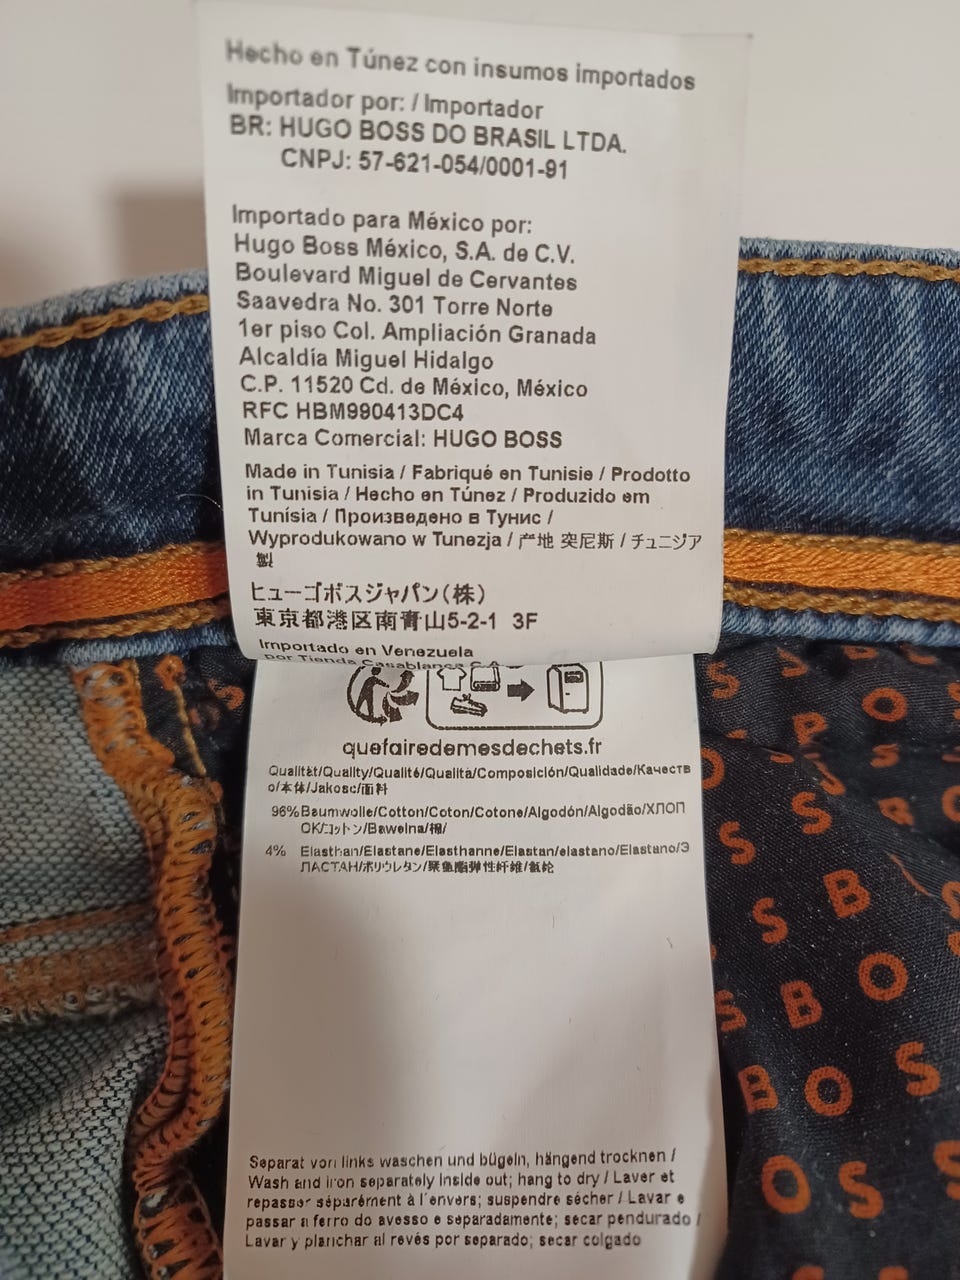 Hecho en Túnez con insumos importados
Importador por: / Importador
BR: HUGO BOSS DO BRASIL LTDA.
CNPJ: 57-621-054/0001-91
Importado para México por:
Hugo Boss México, S.A. de C.V.
Boulevard Miguel de Cervantes
Saavedra No. 301 Torre Norte
1er piso Col. Ampliación Granada
Alcaldía Miguel Hidalgo
C.P. 11520 Cd. de México, México
RFC HBM990413DC4
Marca Comercial: HUGO BOSS
Made in Tunisia / Fabriqué en Tunisie / Prodotto
in Tunisia / Hecho en Túnez / Produzido em
Tunísia / Произведено в Тунис /
Wyprodukowano w Tunezja / 产地 突尼斯 / チュニジア
製
ヒューゴボスジャパン(株)
東京都港区南青山5-2-1 3F
Importado en Venezuela
por Tienda Casablanca C.A.
quefairedemesdechets.fr
Qualität/Quality/Qualité/Qualita/Composición/Qualidade/Качеств
о/本体/Jakosc/面料
96% Baumwolle/Cotton/Coton/Cotone/Algodón/Algodão/ХЛОП
ОК/コットン/Bawelna/棉/
4% Elasthan/Elastane/Elasthanne/Elastan/elastano/Elastano/Э
ЛАСТАН/ポリウレタン/聚氨酯弹性纤维/氨纶
Separat von links waschen und bügeln, hängend trocknen /
Wash and iron separately inside out; hang to dry / Laver et
repasser séparément à l'envers; suspendre sécher / Lavar e
passar a ferro do avesso e separadamente; secar pendurado /
Lavar y planchar al revés por separado; secar colgado
BOSS